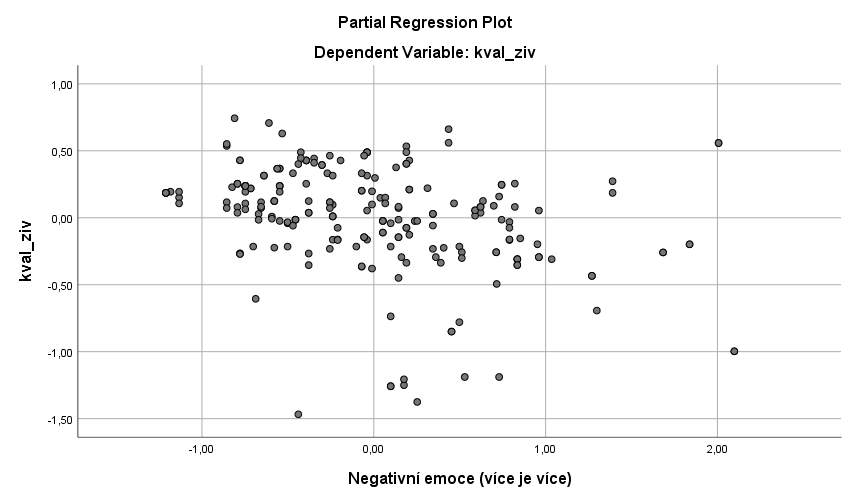 Partial Regression Plot
Dependent Variable: kval_ziv
1,00
0,50
0,00
-0,50
-1,00
-1,50
kval_ziv
-1,00
0,00
1,00
2,00
Negativní emoce (více je více)